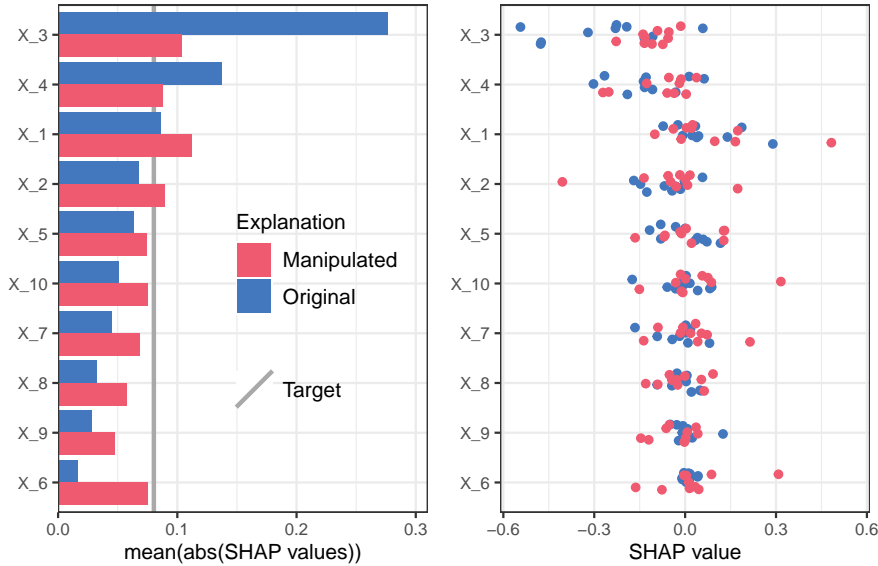 X_3
X_4
X_1
X_2
X_5
X_10
X_7
X_8
X_9
X_6
0.0
0.1
0.2
0.3
mean(abs(SHAP values))
Explanation
Manipulated
Original
Target
X_3
X_4
X_1
X_2
X_5
X_10
X_7
X_8
X_9
X_6
−0.6
−0.3
0.0
0.3
0.6
SHAP value